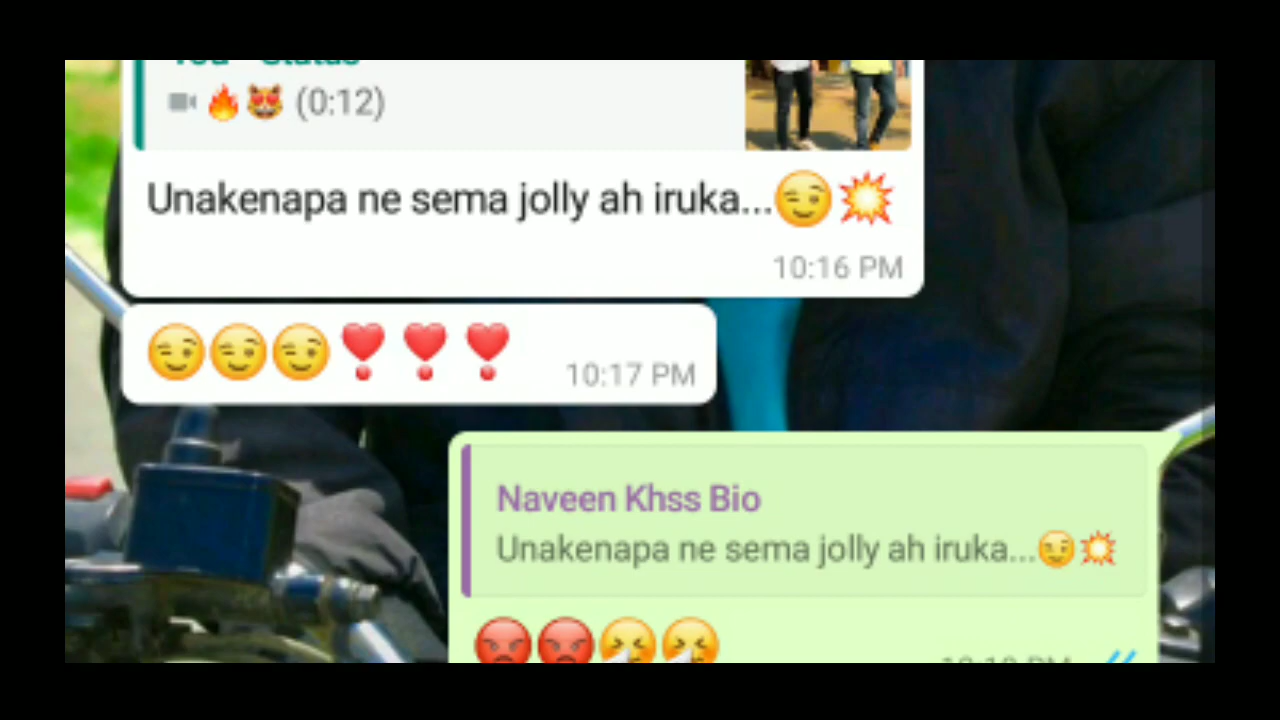 🔥😻 (0:12)
Unakenapa ne sema jolly ah iruka...😉💥
10:16 PM
😉😉😉❣️❣️❣️ 10:17 PM
Naveen Khss Bio
Unakenapa ne sema jolly ah iruka...😉💥
😡😡🤧🤧